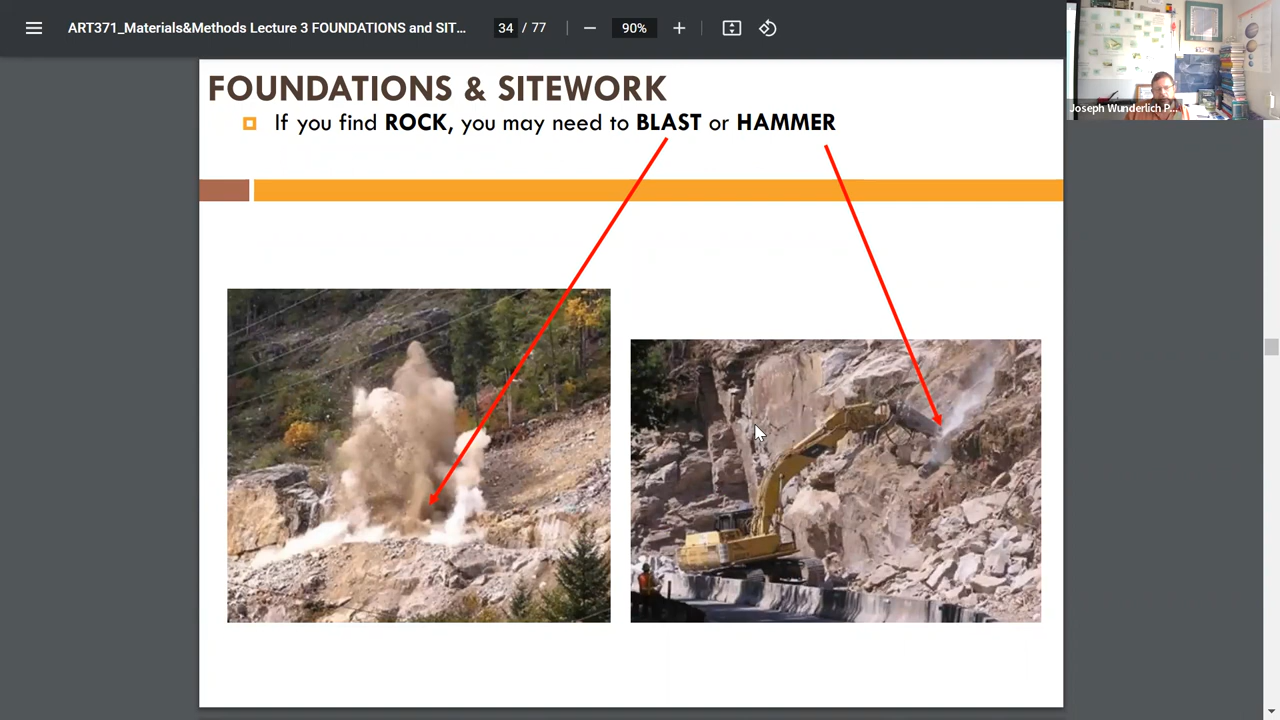 ART371_Materials&Methods Lecture 3 FOUNDATIONS and SIT...
34 / 77
90%
Joseph Wunderlich P...
FOUNDATIONS & SITEWORK
If you find ROCK, you may need to BLAST or HAMMER